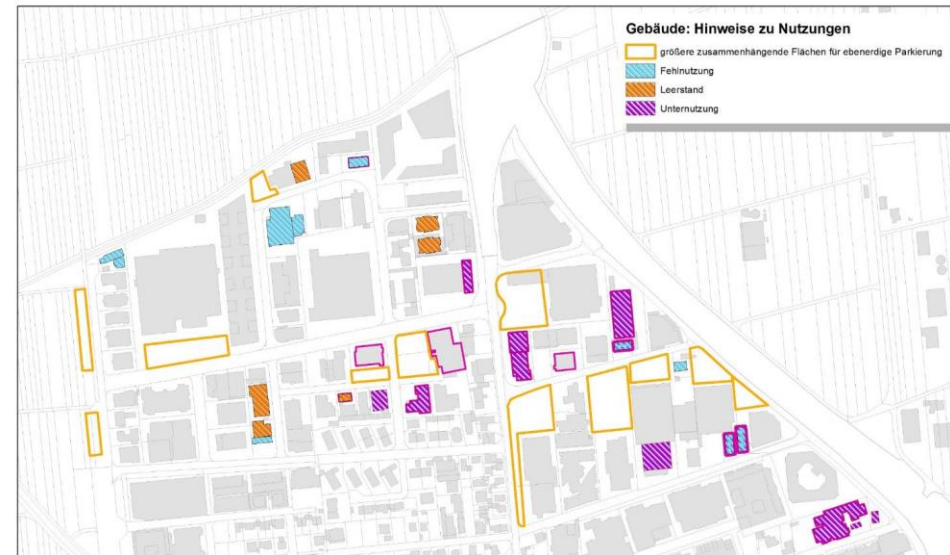 Gebäude: Hinweise zu Nutzungen
größere zusammenhängende Flächen für ebenerdige Parkierung
Fehlnutzung
Leerstand
Unternutzung